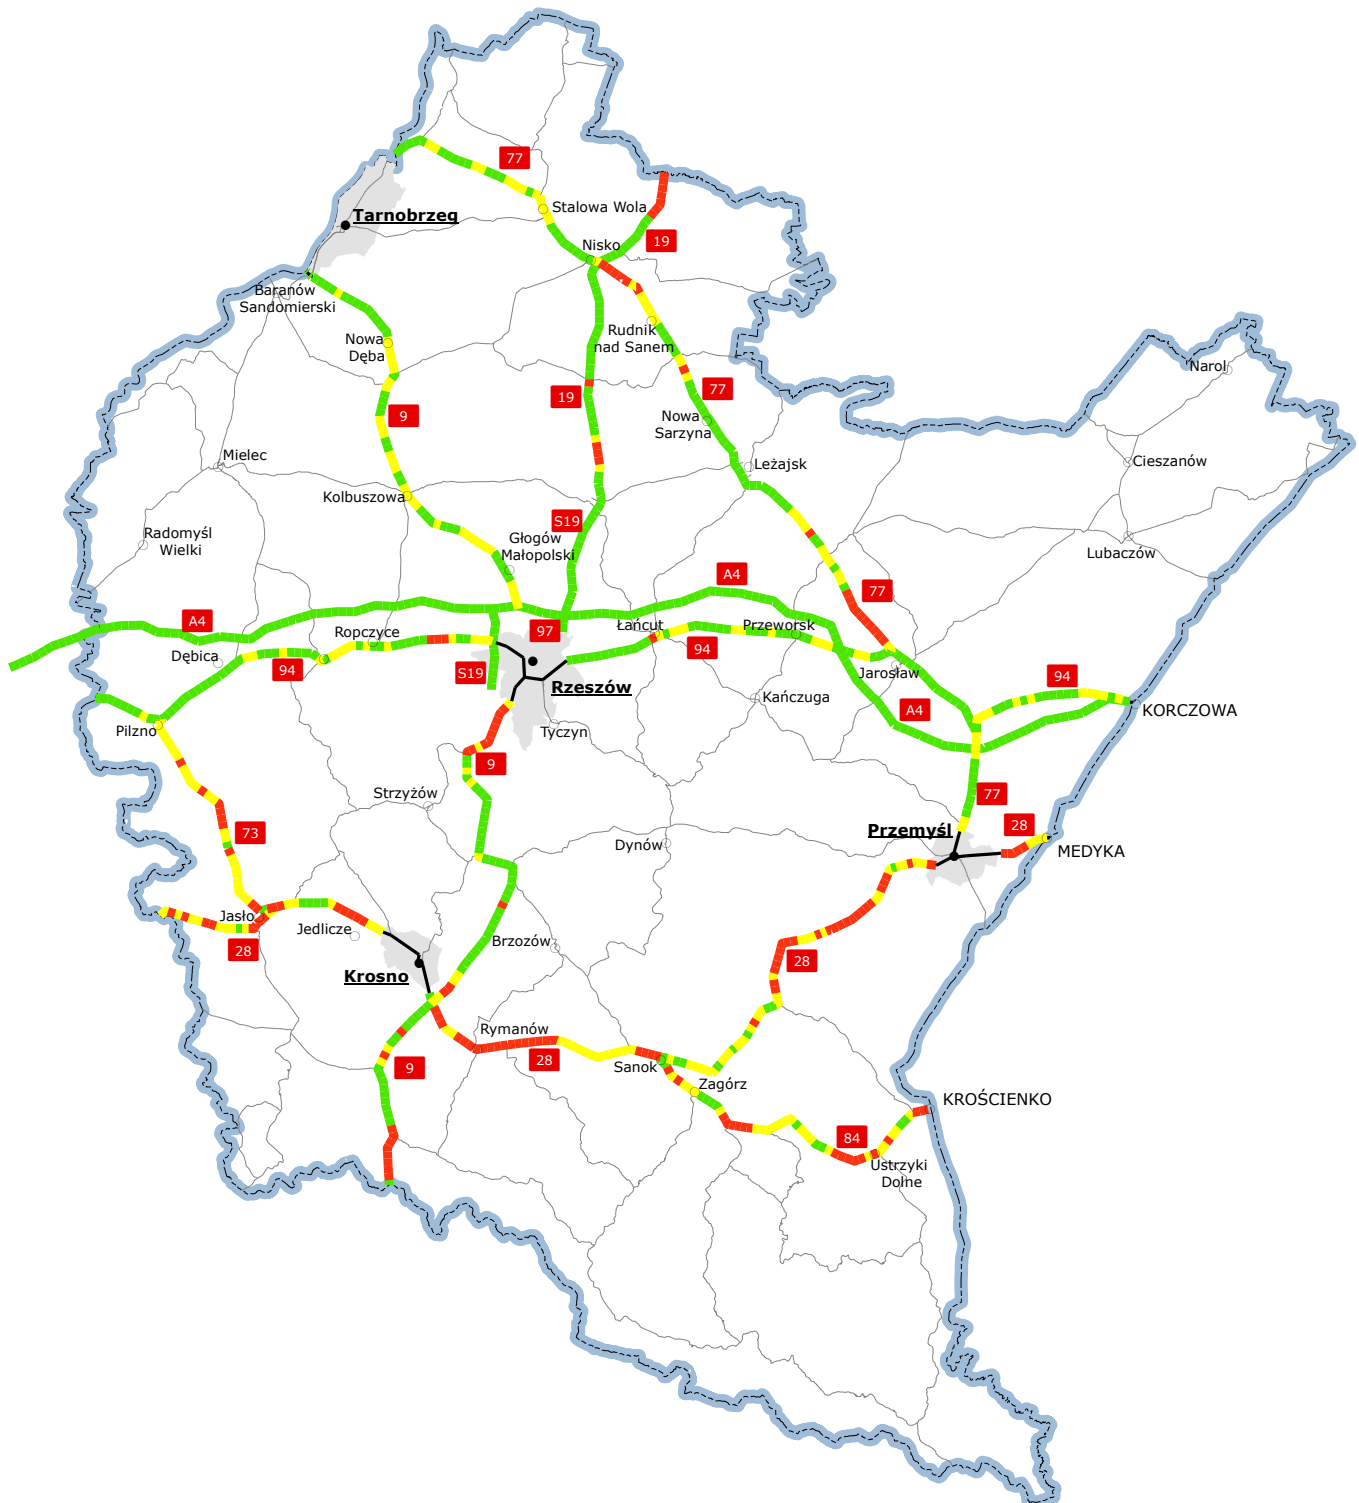 77
Stalowa Wola
Tarnobrzeg
Nisko
19
Baranów
Sandomierski
Rudnik
nad Sanem
Nowa
Dęba
Narol
77
19
9
Nowa
Sarzyna
Mielec
Leżajsk
Cieszanów
Kolbuszowa
S19
Radomyśl
Wielki
Głogów
Małopolski
Lubaczów
A4
77
A4
Ropczyce
97
Łańcut
Przeworsk
94
Dębica
94
S19
Jarosław
94
Rzeszów
Kańczuga
A4
KORCZOWA
Pilzno
Tyczyn
9
Strzyżów
77
73
Przemyśl
28
Dynów
MEDYKA
Jasło
Jedlicze
28
Brzozów
28
Krosno
Rymanów
28
9
Sanok
Zagórz
KROŚCIENKO
84
Ustrzyki
Dolne